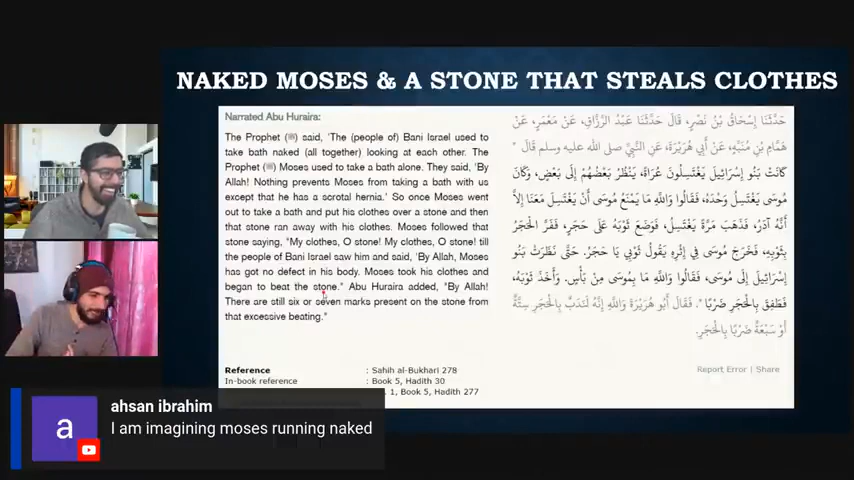 NAKED MOSES & A STONE THAT STEALS CLOTHES
Narrated Abu Huraira:
The Prophet (ﷺ) said, 'The (people of) Bani Israel used to
take bath naked (all together) looking at each other. The
Prophet (ﷺ) Moses used to take a bath alone. They said, 'By
Allah! Nothing prevents Moses from taking a bath with us
except that he has a scrotal hernia.' So once Moses went
out to take a bath and put his clothes over a stone and then
that stone ran away with his clothes. Moses followed that
stone saying, "My clothes, O stone! My clothes, O stone! till
the people of Bani Israel saw him and said, 'By Allah, Moses
has got no defect in his body. Moses took his clothes and
began to beat the stone." Abu Huraira added, "By Allah!
There are still six or seven marks present on the stone from
that excessive beating."
حَدَّثَنَا إِسْحَاقُ بْنُ نَصْرٍ، قَالَ حَدَّثَنَا عَبْدُ الرَّزَّاقِ، عَنْ مَعْمَرٍ، عَنْ
هَمَّامِ بْنِ مُنَبِّهٍ، عَنْ أَبِي هُرَيْرَةَ، عَنِ النَّبِيِّ صلى الله عليه وسلم قَالَ "
كَانَتْ بَنُو إِسْرَائِيلَ يَغْتَسِلُونَ عُرَاةً، يَنْظُرُ بَعْضُهُمْ إِلَى بَعْضٍ، وَكَانَ
مُوسَى يَغْتَسِلُ وَحْدَهُ، فَقَالُوا وَاللَّهِ مَا يَمْنَعُ مُوسَى أَنْ يَغْتَسِلَ مَعَنَا إِلاَّ
أَنَّهُ آدَرُ، فَذَهَبَ مَرَّةً يَغْتَسِلُ، فَوَضَعَ ثَوْبَهُ عَلَى حَجَرٍ، فَفَرَّ الْحَجَرُ
بِثَوْبِهِ، فَخَرَجَ مُوسَى فِي إِثْرِهِ يَقُولُ ثَوْبِي يَا حَجَرُ. حَتَّى نَظَرَتْ بَنُو
إِسْرَائِيلَ إِلَى مُوسَى، فَقَالُوا وَاللَّهِ مَا بِمُوسَى مِنْ بَأْسٍ. وَأَخَذَ ثَوْبَهُ،
فَطَفِقَ بِالْحَجَرِ ضَرْبًا ". فَقَالَ أَبُو هُرَيْرَةَ وَاللَّهِ إِنَّهُ لَنَدَبٌ بِالْحَجَرِ سِتَّةٌ
أَوْ سَبْعَةٌ ضَرْبًا بِالْحَجَرِ.
Reference : Sahih al-Bukhari 278
In-book reference : Book 5, Hadith 30
1, Book 5, Hadith 277
Report Error | Share
a
ahsan ibrahim
I am imagining moses running naked